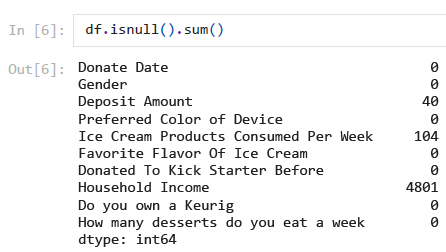 In [6]: df.isnull().sum()
Out[6]: Donate Date 0
Gender 0
Deposit Amount 40
Preferred Color of Device 0
Ice Cream Products Consumed Per Week 104
Favorite Flavor Of Ice Cream 0
Donated To Kick Starter Before 0
Household Income 4801
Do you own a Keurig 0
How many desserts do you eat a week 0
dtype: int64